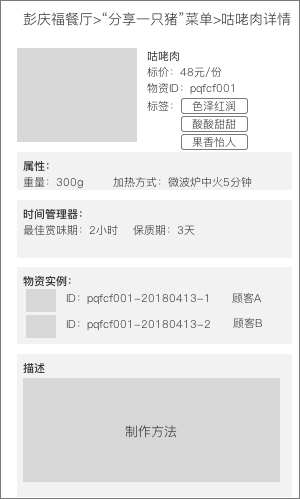 彭庆福餐厅>“分享一只猪”菜单>咕咾肉详情
咕咾肉
标价：48元/份
物资ID：pqfcf001
标签： 色泽红润
酸酸甜甜
果香怡人
属性：
重量：300g 加热方式：微波炉中火5分钟
时间管理器：
最佳赏味期：2小时 保质期：3天
物资实例：
ID：pqfcf001-20180413-1 顾客A
ID：pqfcf001-20180413-2 顾客B
描述
制作方法